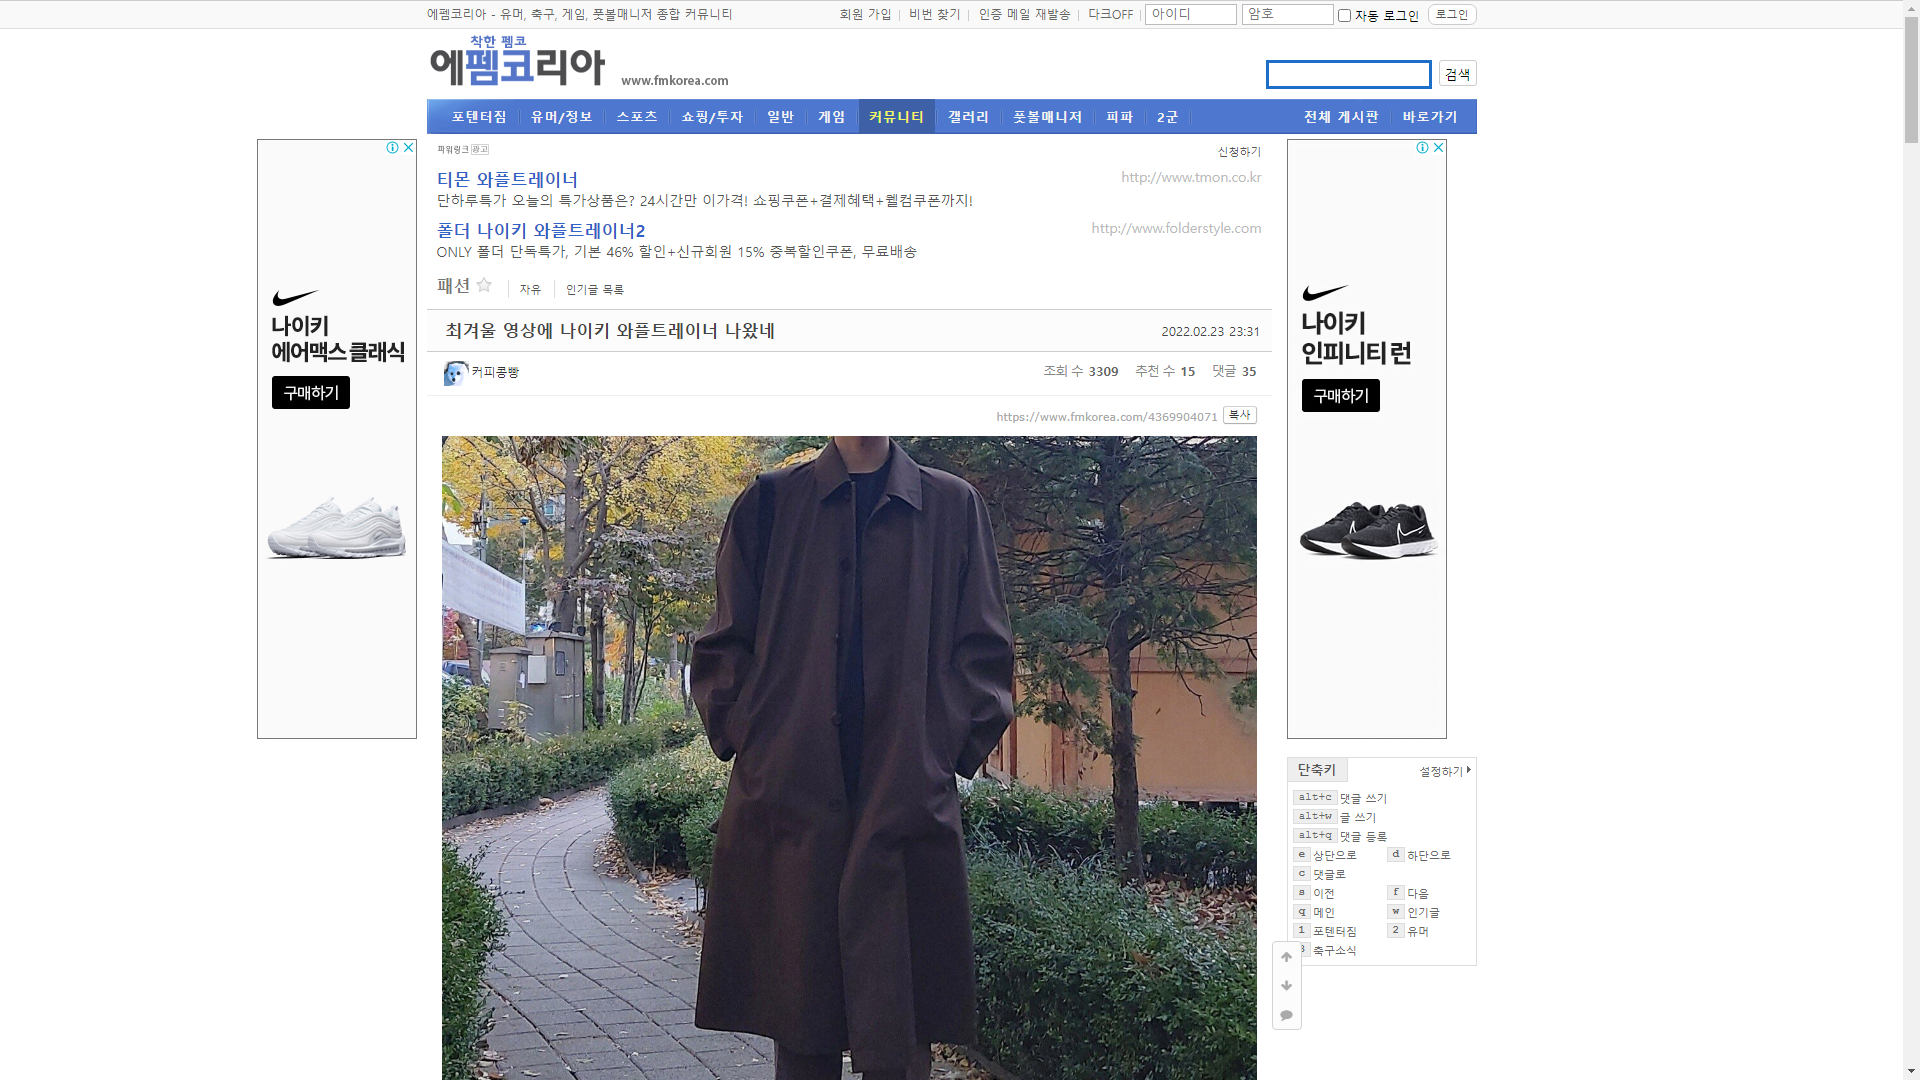 에펨코리아 - 유머, 축구, 게임, 풋볼매니저 종합 커뮤니티
회원 가입 비번 찾기 인증 메일 재발송 다크OFF 아이디 암호 자동 로그인 로그인
착한 펨코
에펨코리아 www.fmkorea.com
검색
포텐터짐 유머/정보 스포츠 쇼핑/투자 일반 게임 커뮤니티 갤러리 풋볼매니저 피파 2군 전체 게시판 바로가기
파워링크 광고 신청하기
티몬 와플트레이너 http://www.tmon.co.kr
단하루특가 오늘의 특가상품은? 24시간만 이가격! 쇼핑쿠폰+결제혜택+웰컴쿠폰까지!
폴더 나이키 와플트레이너2 http://www.folderstyle.com
ONLY 폴더 단독특가, 기본 46% 할인+신규회원 15% 중복할인쿠폰, 무료배송
패션 자유 인기글 목록
최겨울 영상에 나이키 와플트레이너 나왔네 2022.02.23 23:31
커피콩빵 조회 수 3309 추천 수 15 댓글 35
https://www.fmkorea.com/4369904071 복사
나이키
에어맥스 클래식
구매하기
나이키
인피니티 런
구매하기
단축키 설정하기
alt+c 댓글 쓰기
alt+w 글 쓰기
alt+q 댓글 등록
e 상단으로 d 하단으로
c 댓글로
s 이전 f 다음
q 메인 w 인기글
1 포텐터짐 2 유머
축구소식